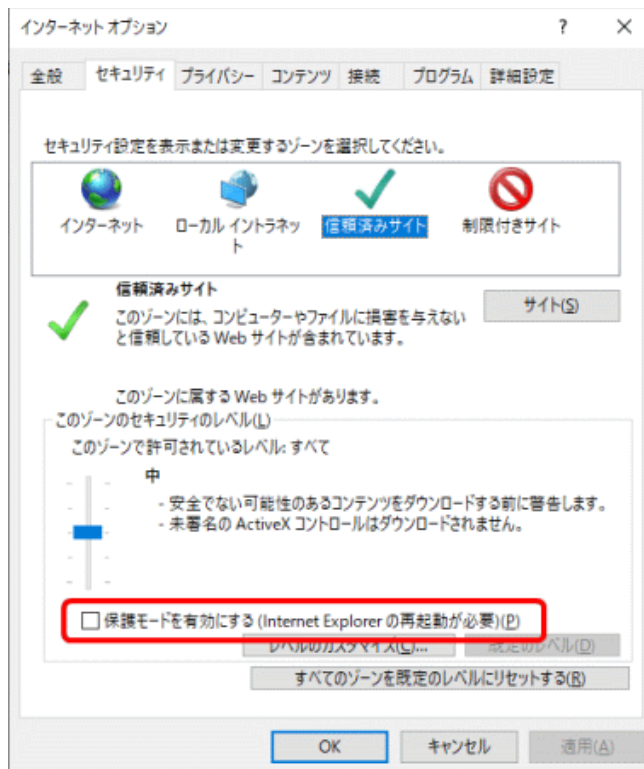 インターネット オプション
?
×
全般 セキュリティ プライバシー コンテンツ 接続 プログラム 詳細設定
セキュリティ設定を表示または変更するゾーンを選択してください。
インターネット ローカル イントラネッ 信頼済みサイト 制限付きサイト
ト
信頼済みサイト
サイト(S)
このゾーンには、コンピューターやファイルに損害を与えない
と信頼している Web サイトが含まれています。
このゾーンに属する Web サイトがあります。
このゾーンのセキュリティのレベル(L)
このゾーンで許可されているレベル: すべて
中
- 安全でない可能性のあるコンテンツをダウンロードする前に警告します。
- 未署名の ActiveX コントロールはダウンロードされません。
保護モードを有効にする (Internet Explorer の再起動が必要)(P)
レベルのカスタマイズ(C)... 既定のレベル(D)
すべてのゾーンを既定のレベルにリセットする(R)
OK キャンセル 適用(A)